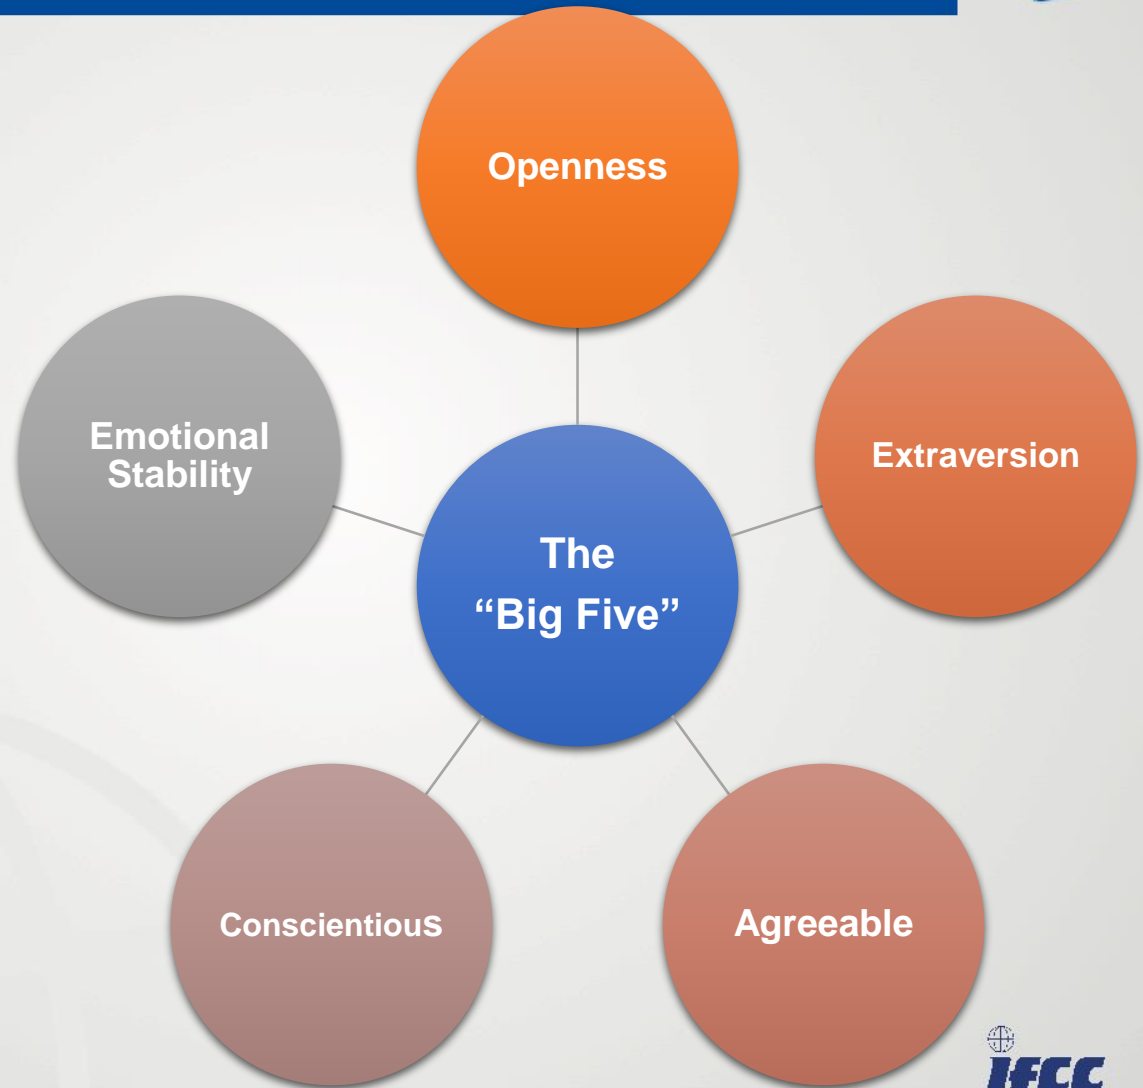 Openness
Emotional
Stability
Extraversion
The
“Big Five”
Conscientious
Agreeable
IFCC